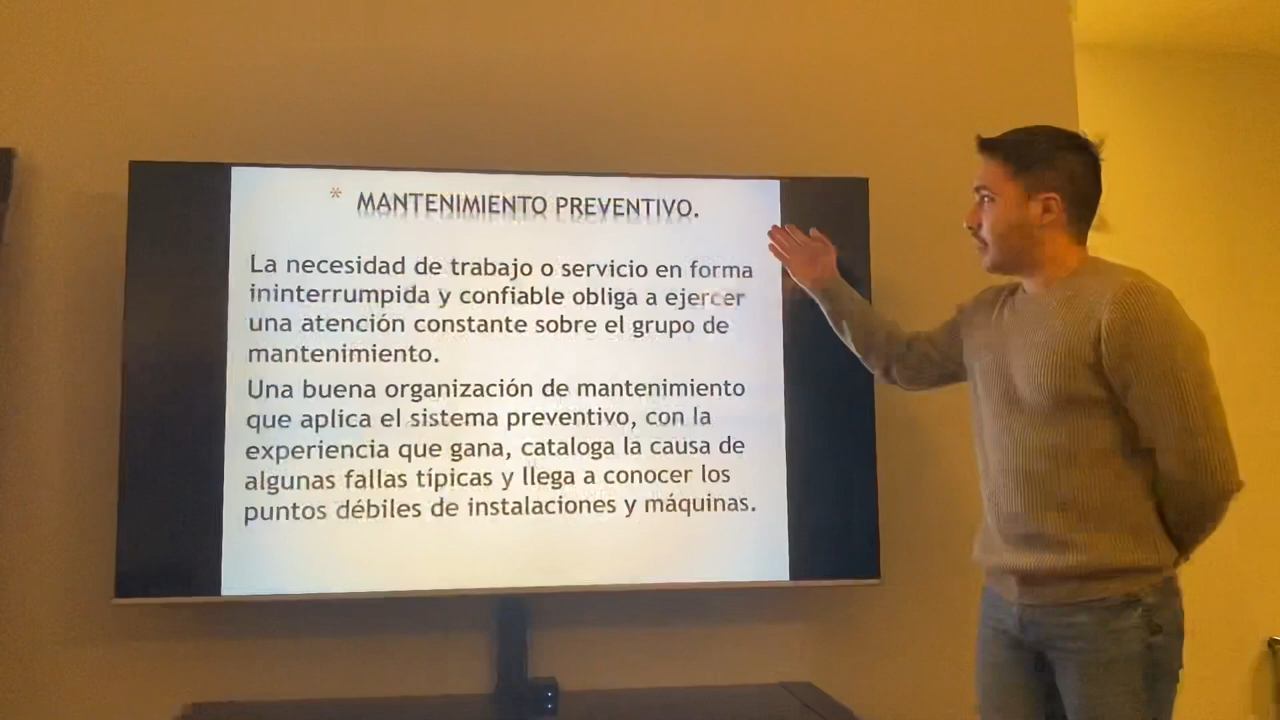 * MANTENIMIENTO PREVENTIVO.
La necesidad de trabajo o servicio en forma
ininterrumpida y confiable obliga a ejercer
una atención constante sobre el grupo de
mantenimiento.
Una buena organización de mantenimiento
que aplica el sistema preventivo, con la
experiencia que gana, cataloga la causa de
algunas fallas típicas y llega a conocer los
puntos débiles de instalaciones y máquinas.